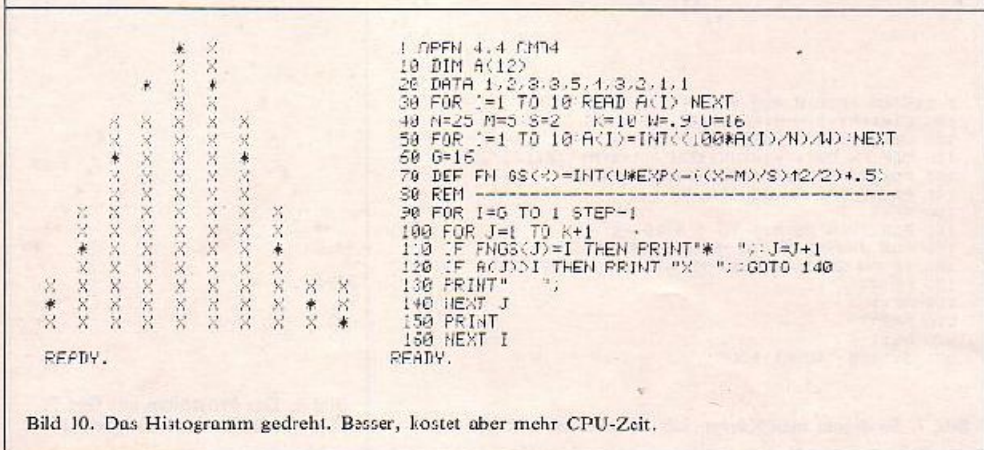 * X
X X
* X *
X X
X X X X X
X X X X X
* X X X *
X X X X X
X X X X X
X X X X X X X
X X X X X X X
* X X X X X *
X X X X X X X
X X X X X X X X X X
* X X X X X X X * X
X X X X X X X X X *
READY.
1 OPEN 4,4 CMD4
10 DIM A(12)
20 DATA 1,2,3,3,5,4,3,2,1,1
30 FOR I=1 TO 10:READ A(I):NEXT
40 N=25:M=5:S=2 : K=10:W=.9:U=16
50 FOR I=1 TO 10:A(I)=INT((100*A(I)/N)/W):NEXT
60 G=16
70 DEF FN GS(X)=INT(U*EXP(-((X-M)/S)↑2/2)+.5)
80 REM ----------------------------------------
90 FOR I=G TO 1 STEP-1
100 FOR J=1 TO K+1
110 IF FNGS(J)=I THEN PRINT"*  ";:J=J+1
120 IF A(J)>I THEN PRINT "X  ";:GOTO 140
130 PRINT"   ";
140 NEXT J
150 PRINT
160 NEXT I
READY.
Bild 10. Das Histogramm gedreht. Besser, kostet aber mehr CPU-Zeit.